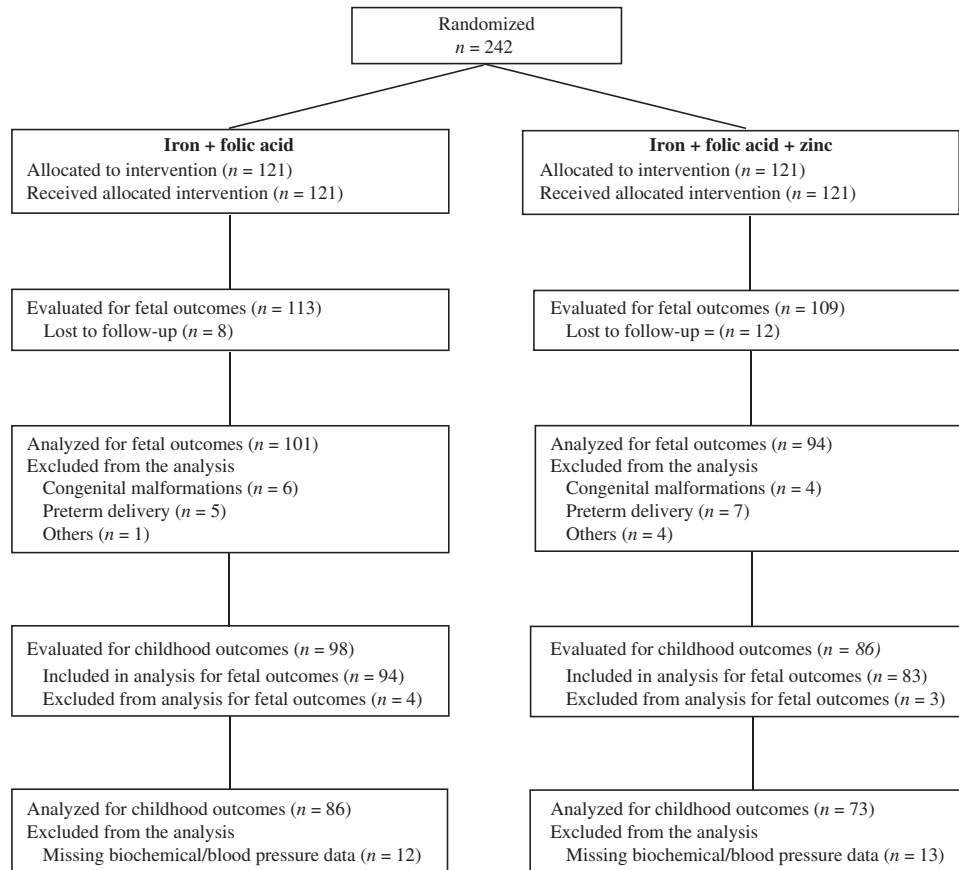 Randomized
n = 242
Iron + folic acid
Allocated to intervention (n = 121)
Received allocated intervention (n = 121)
Iron + folic acid + zinc
Allocated to intervention (n = 121)
Received allocated intervention (n = 121)
Evaluated for fetal outcomes (n = 113)
Lost to follow-up (n = 8)
Evaluated for fetal outcomes (n = 109)
Lost to follow-up = (n = 12)
Analyzed for fetal outcomes (n = 101)
Excluded from the analysis
Congenital malformations (n = 6)
Preterm delivery (n = 5)
Others (n = 1)
Analyzed for fetal outcomes (n = 94)
Excluded from the analysis
Congenital malformations (n = 4)
Preterm delivery (n = 7)
Others (n = 4)
Evaluated for childhood outcomes (n = 98)
Included in analysis for fetal outcomes (n = 94)
Excluded from analysis for fetal outcomes (n = 4)
Evaluated for childhood outcomes (n = 86)
Included in analysis for fetal outcomes (n = 83)
Excluded from analysis for fetal outcomes (n = 3)
Analyzed for childhood outcomes (n = 86)
Excluded from the analysis
Missing biochemical/blood pressure data (n = 12)
Analyzed for childhood outcomes (n = 73)
Excluded from the analysis
Missing biochemical/blood pressure data (n = 13)